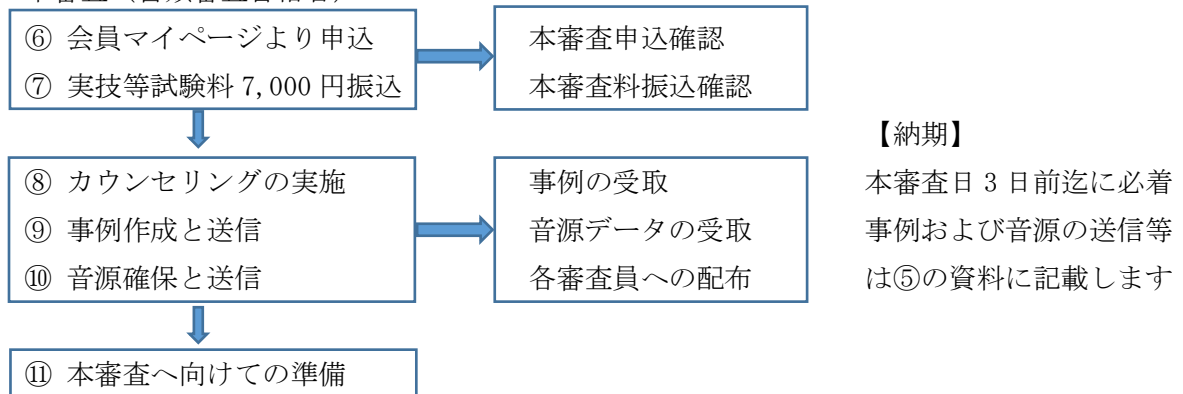 ⑥ 会員マイページより申込
⑦ 実技等試験料 7,000 円振込
本審査申込確認
本審査料振込確認
⑧ カウンセリングの実施
⑨ 事例作成と送信
⑩ 音源確保と送信
事例の受取
音源データの受取
各審査員への配布
【納期】
本審査日 3 日前迄に必着
事例および音源の送信等
は⑤の資料に記載します
⑪ 本審査へ向けての準備